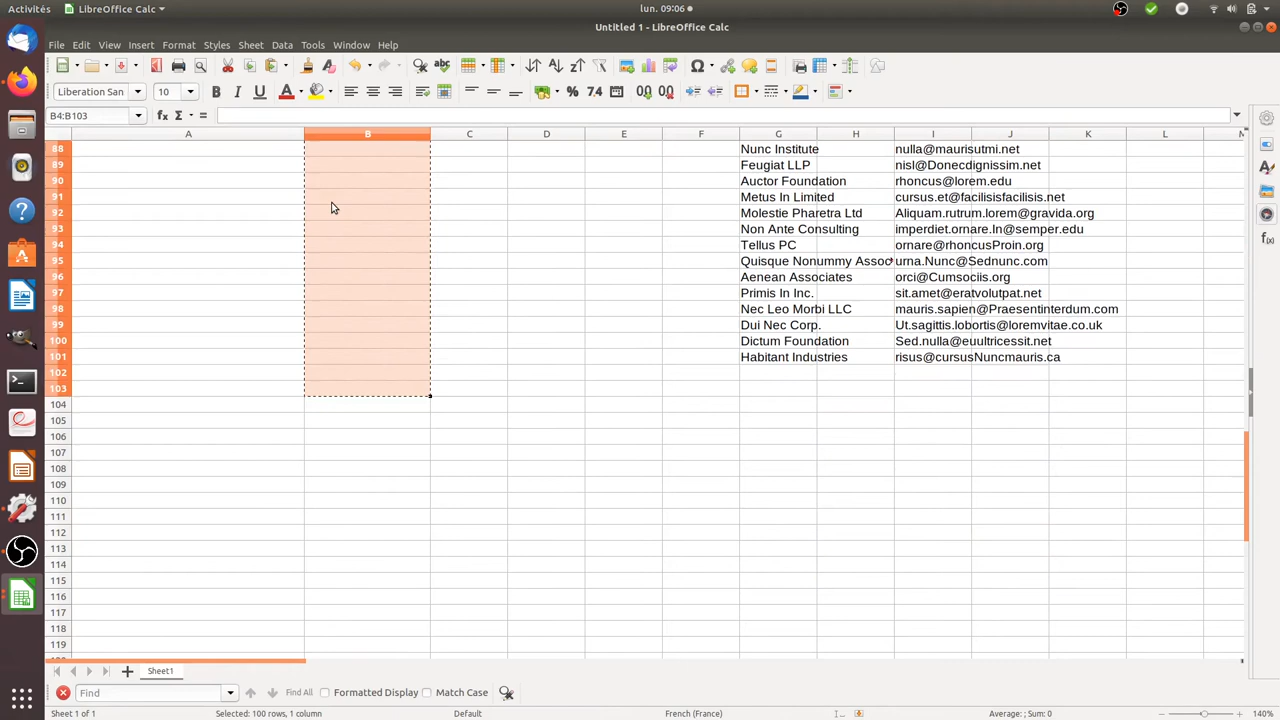 Activités LibreOffice Calc lun. 09:06
Untitled 1 - LibreOffice Calc
File Edit View Insert Format Styles Sheet Data Tools Window Help
Liberation San 10
B4:B103
A B C D E F G H I J K L M
88 Nunc Institute nulla@maurisutmi.net
89 Feugiat LLP nisl@Donecdignissim.net
90 Auctor Foundation rhoncus@lorem.edu
91 Metus In Limited cursus.et@facilisisfacilisis.net
92 Molestie Pharetra Ltd Aliquam.rutrum.lorem@gravida.org
93 Non Ante Consulting imperdiet.ornare.In@semper.edu
94 Tellus PC ornare@rhoncusProin.org
95 Quisque Nonummy Assoc urna.Nunc@Sednunc.com
96 Aenean Associates orci@Cumsociis.org
97 Primis In Inc. sit.amet@eratvolutpat.net
98 Nec Leo Morbi LLC mauris.sapien@Praesentinterdum.com
99 Dui Nec Corp. Ut.sagittis.lobortis@loremvitae.co.uk
100 Dictum Foundation Sed.nulla@euultricessit.net
101 Habitant Industries risus@cursusNuncmauris.ca
102
103
104
105
106
107
108
109
110
111
112
113
114
115
116
117
118
119
Sheet1
Find Find All Formatted Display Match Case
Sheet 1 of 1 Selected: 100 rows, 1 column Default French (France) Average: ; Sum: 0 140%